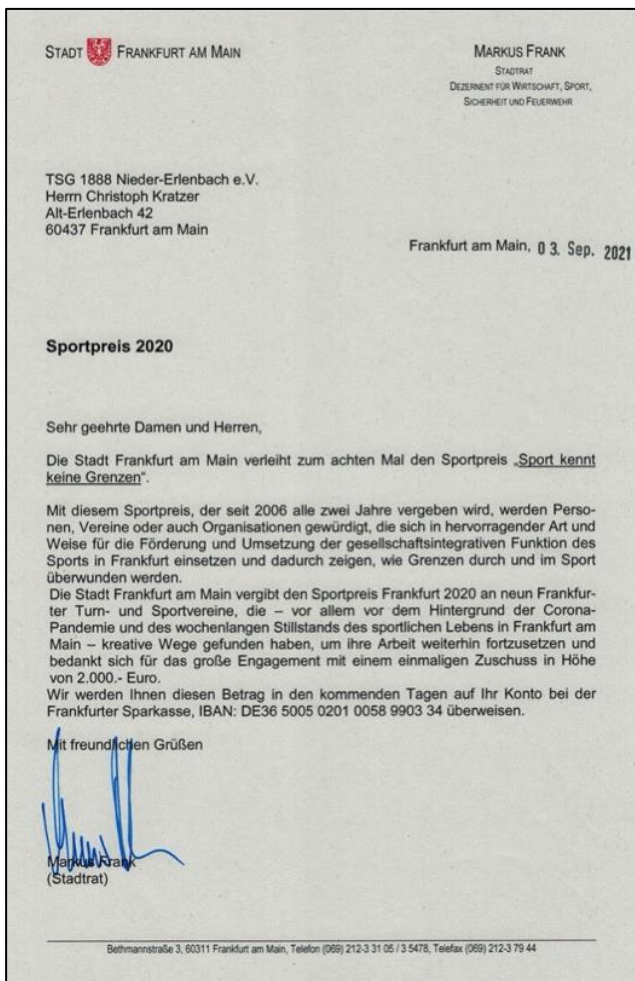 STADT FRANKFURT AM MAIN
MARKUS FRANK
STADTRAT
DEZERNENT FÜR WIRTSCHAFT, SPORT,
SICHERHEIT UND FEUERWEHR
TSG 1888 Nieder-Erlenbach e.V.
Herrn Christoph Kratzer
Alt-Erlenbach 42
60437 Frankfurt am Main
Frankfurt am Main, 03. Sep. 2021
Sportpreis 2020
Sehr geehrte Damen und Herren,
Die Stadt Frankfurt am Main verleiht zum achten Mal den Sportpreis „Sport kennt
keine Grenzen“.
Mit diesem Sportpreis, der seit 2006 alle zwei Jahre vergeben wird, werden Perso-
nen, Vereine oder auch Organisationen gewürdigt, die sich in hervorragender Art und
Weise für die Förderung und Umsetzung der gesellschaftsintegrativen Funktion des
Sports in Frankfurt einsetzen und dadurch zeigen, wie Grenzen durch und im Sport
überwunden werden.
Die Stadt Frankfurt am Main vergibt den Sportpreis Frankfurt 2020 an neun Frankfur-
ter Turn- und Sportvereine, die – vor allem vor dem Hintergrund der Corona-
Pandemie und des wochenlangen Stillstands des sportlichen Lebens in Frankfurt am
Main – kreative Wege gefunden haben, um ihre Arbeit weiterhin fortzusetzen und
bedankt sich für das große Engagement mit einem einmaligen Zuschuss in Höhe
von 2.000.- Euro.
Wir werden Ihnen diesen Betrag in den kommenden Tagen auf Ihr Konto bei der
Frankfurter Sparkasse, IBAN: DE36 5005 0201 0058 9903 34 überweisen.
Mit freundlichen Grüßen
Markus Frank
(Stadtrat)
Bethmannstraße 3, 60311 Frankfurt am Main, Telefon (069) 212-3 31 05 / 3 5478, Telefax (069) 212-3 79 44